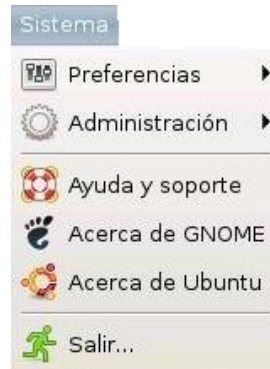 Sistema
Preferencias
Administración
Ayuda y soporte
Acerca de GNOME
Acerca de Ubuntu
Salir...